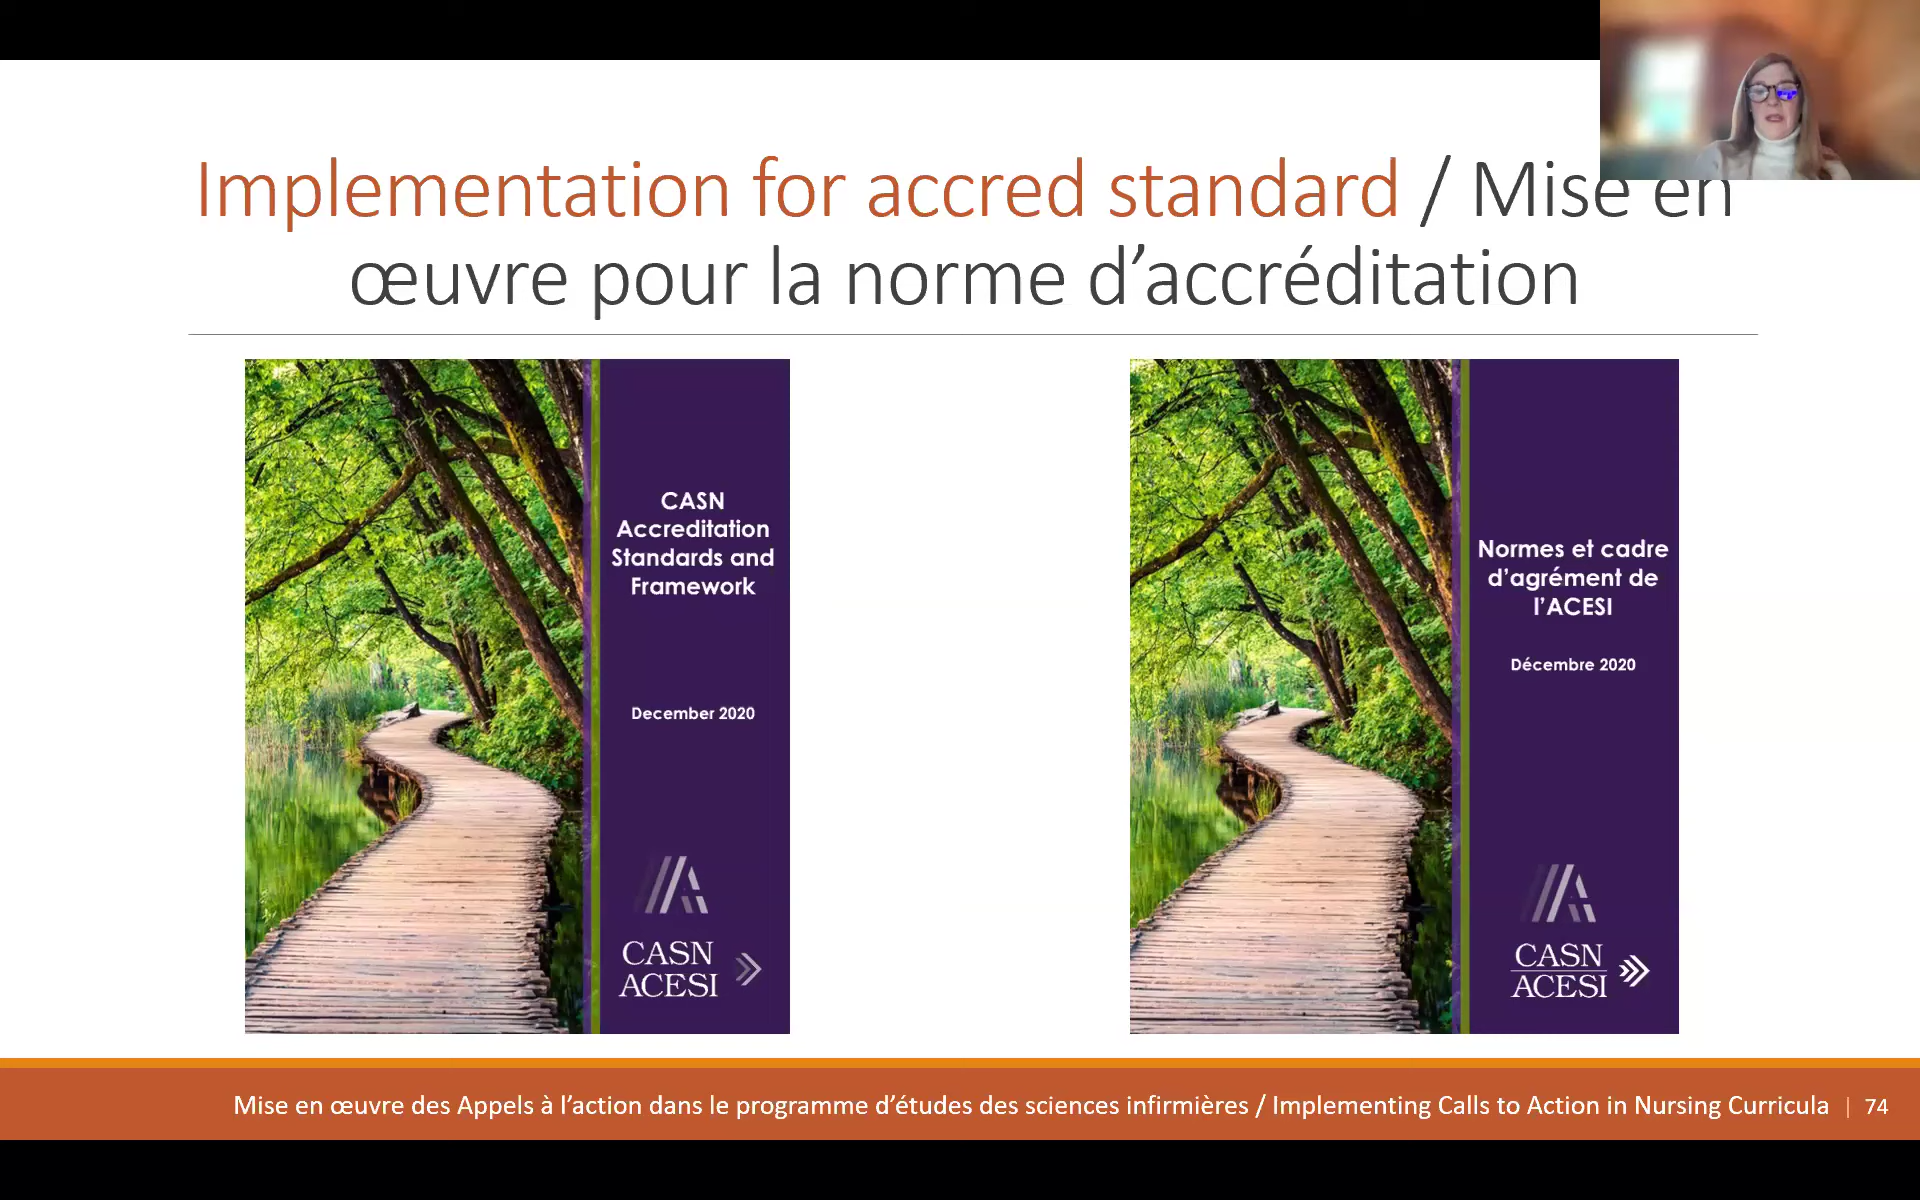 Implementation for accred standard / Mise en
œuvre pour la norme d’accréditation
CASN
Accreditation
Standards and
Framework
December 2020
CASN
ACESI
Normes et cadre
d’agrément de
l’ACESI
Décembre 2020
CASN
ACESI
Mise en œuvre des Appels à l’action dans le programme d’études des sciences infirmières / Implementing Calls to Action in Nursing Curricula | 74